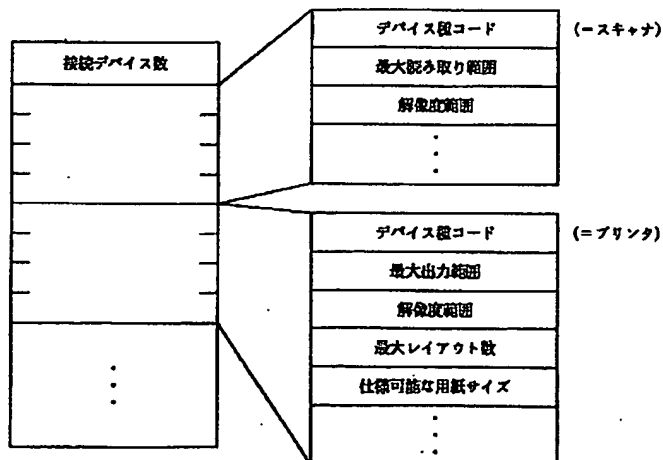 接続デバイス数
デバイス種コード
(=スキャナ)
最大読み取り範囲
解像度範囲
デバイス種コード
(=プリンタ)
最大出力範囲
解像度範囲
最大レイアウト数
仕様可能な用紙サイズ